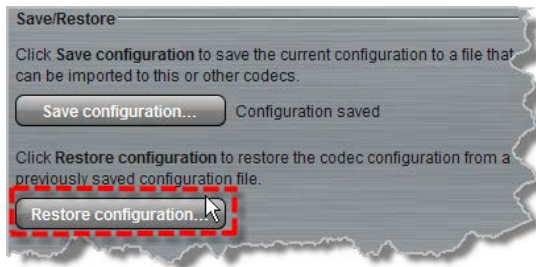 Save/Restore
Click Save configuration to save the current configuration to a file that
can be imported to this or other codecs.
Save configuration... Configuration saved
Click Restore configuration to restore the codec configuration from a
previously saved configuration file.
Restore configuration...